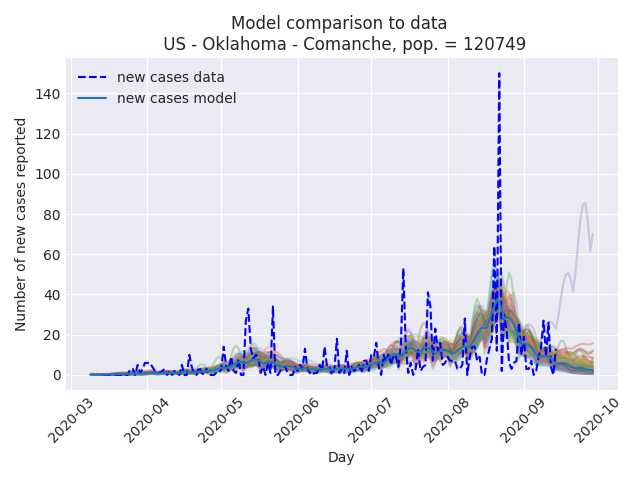 Model comparison to data
US - Oklahoma - Comanche, pop. = 120749
new cases data
new cases model
Number of new cases reported
140
120
100
80
60
40
20
0
2020-03
2020-04
2020-05
2020-06
2020-07
2020-08
2020-09
2020-10
Day